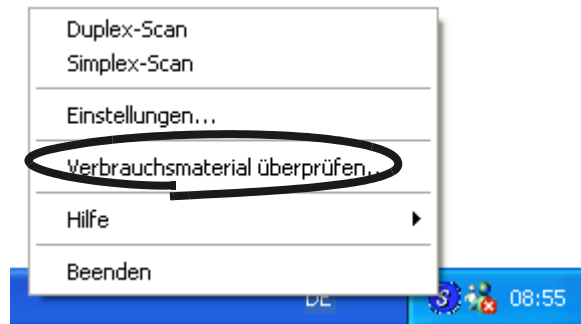 Duplex-Scan
Simplex-Scan
Einstellungen...
Verbrauchsmaterial überprüfen...
Hilfe
Beenden
DE
S
08:55